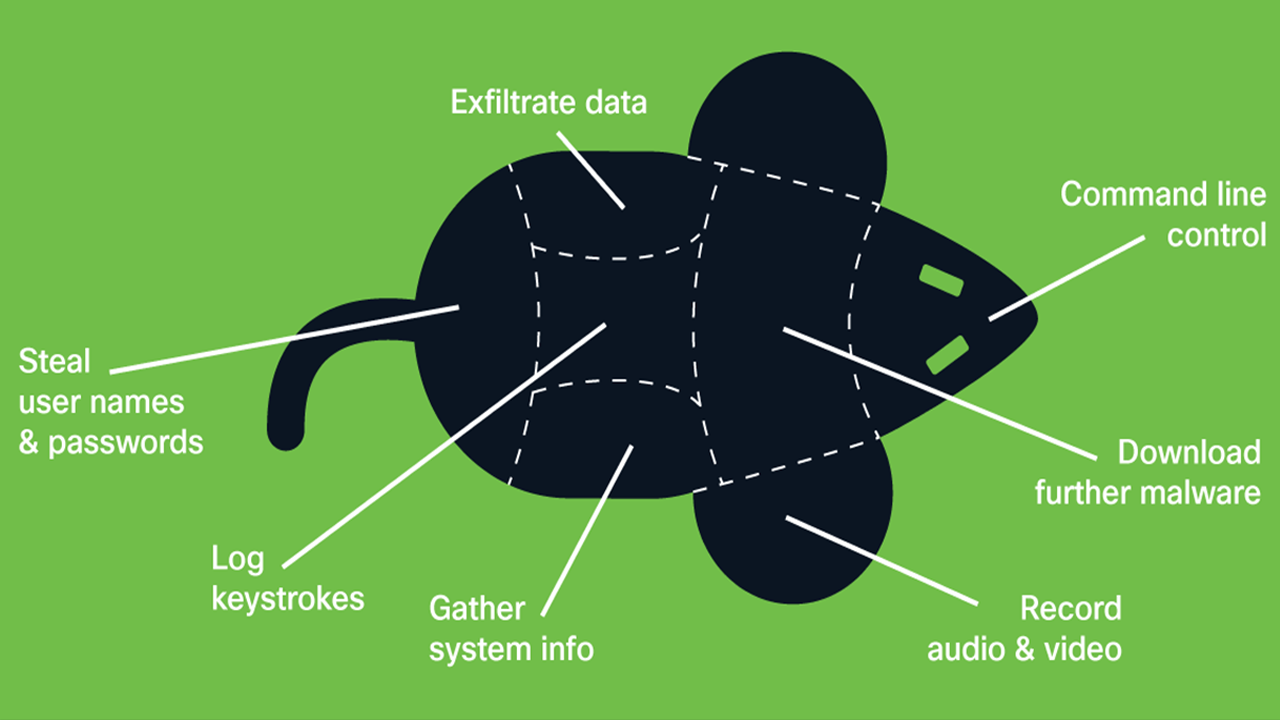 Exfiltrate data
Command line
control
Steal
user names
& passwords
Download
further malware
Log
keystrokes
Gather
system info
Record
audio & video